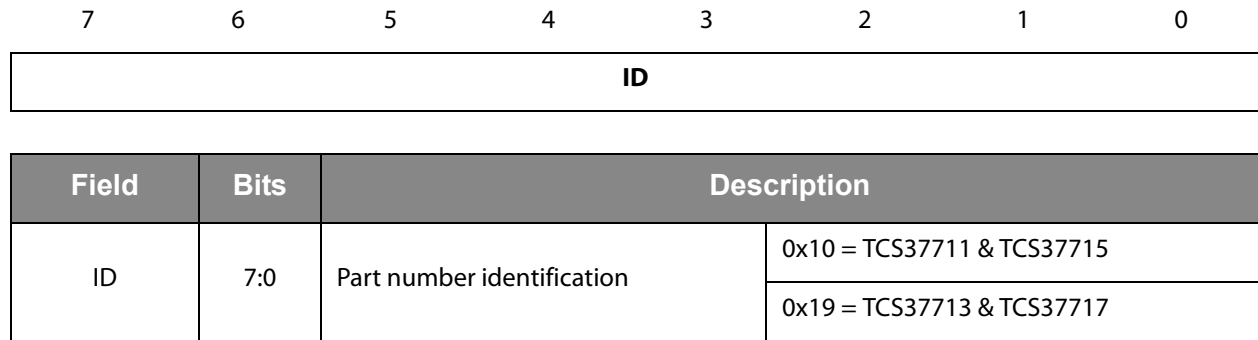 7 6 5 4 3 2 1 0
ID
Field Bits Description
ID 7:0 Part number identification 0x10 = TCS37711 & TCS37715
0x19 = TCS37713 & TCS37717